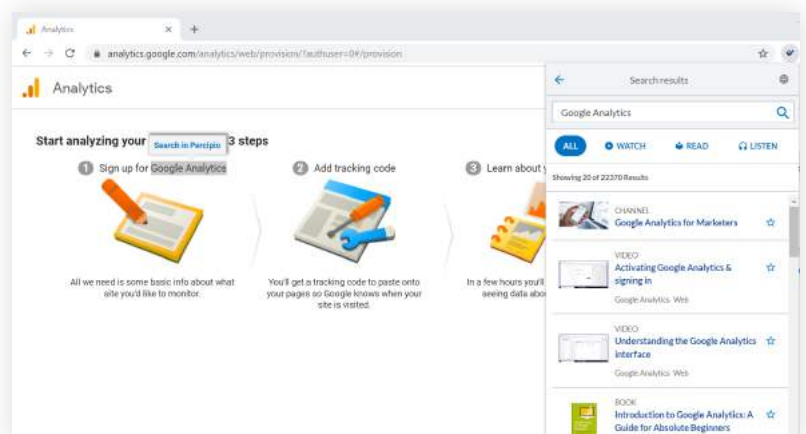 Analytics
analytics.google.com/analytics/web/provision/?authuser=0#/provision
Analytics
Start analyzing your Search in Percipio 3 steps
1 Sign up for Google Analytics
2 Add tracking code
3 Learn about
All we need is some basic info about what
site you'd like to monitor.
You'll get a tracking code to paste onto
your pages so Google knows when your
site is visited.
In a few hours you'll
seeing data abo
Search results
Google Analytics
ALL WATCH READ LISTEN
Showing 20 of 22370 Results
CHANNEL
Google Analytics for Marketers
VIDEO
Activating Google Analytics &
signing in
Google Analytics Web
VIDEO
Understanding the Google Analytics
interface
Google Analytics Web
BOOK
Introduction to Google Analytics: A
Guide for Absolute Beginners